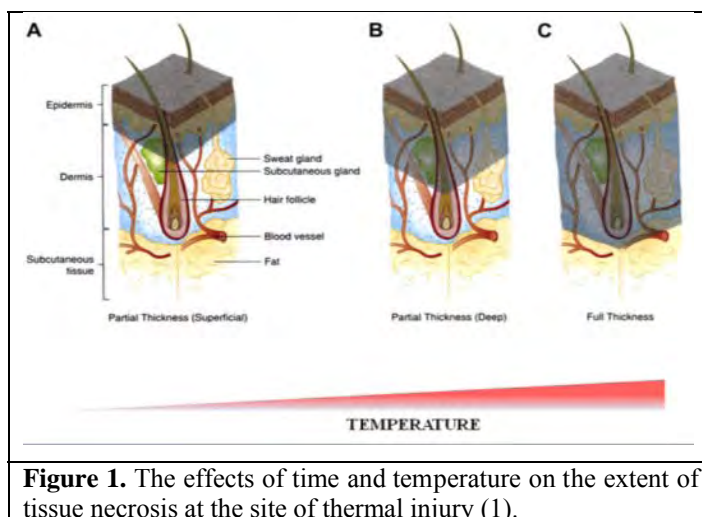 A
B
C
Epidermis
Dermis
Subcutaneous
tissue
Sweat gland
Subcutaneous gland
Hair follicle
Blood vessel
Fat
Partial Thickness (Superficial)
Partial Thickness (Deep)
Full Thickness
TEMPERATURE
Figure 1. The effects of time and temperature on the extent of
tissue necrosis at the site of thermal injury (1).